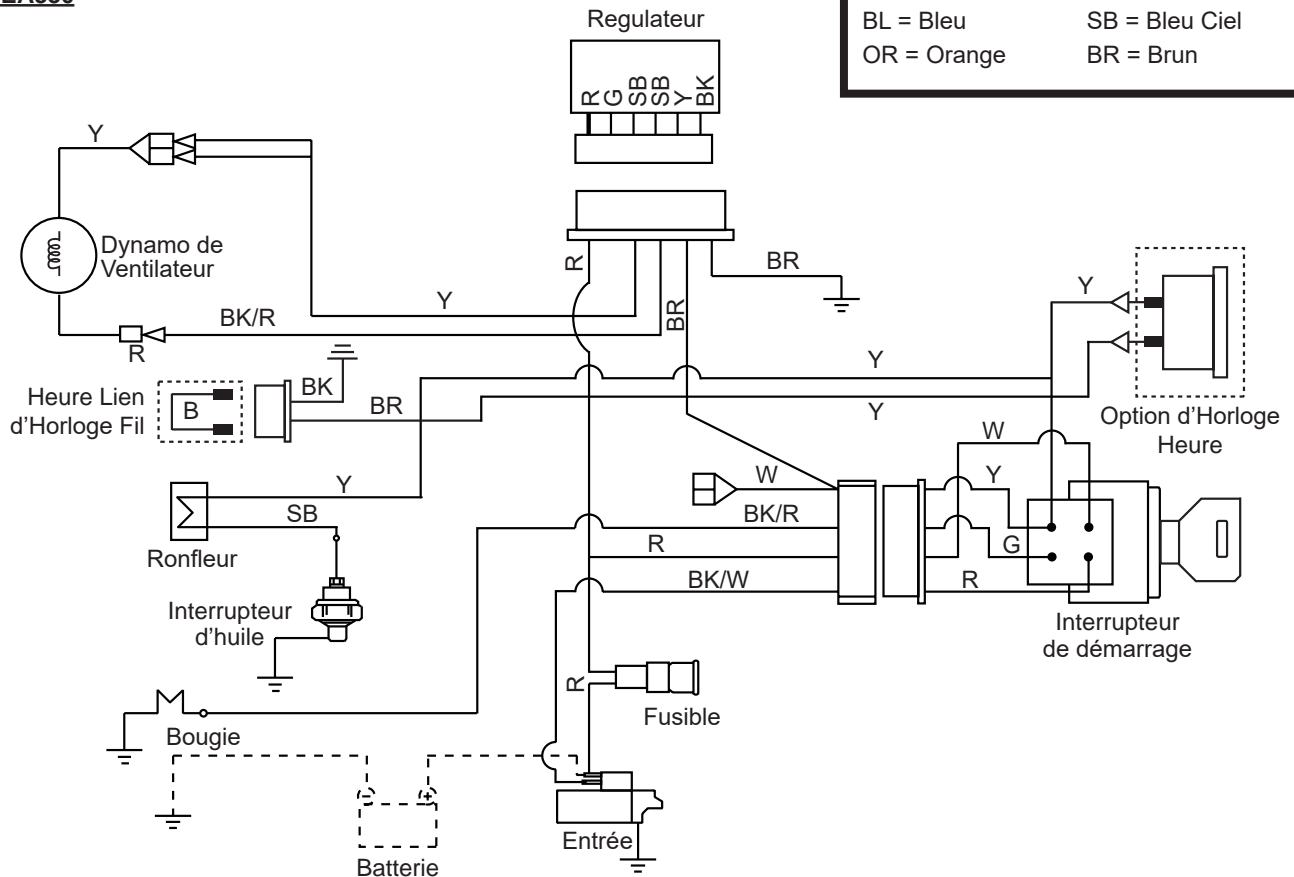 Regulateur
BL = Bleu SB = Bleu Ciel
OR = Orange BR = Brun
R G SB SB Y BK
Y
Dynamo de
Ventilateur
R
BR
BR
Y
Y
BK/R
R
Y
Heure Lien
d'Horloge Fil
B
BK
BR
Y
Option d'Horloge
Heure
W
Y
W
Y
SB
BK/R
G
R
Ronfleur
BK/W
R
Interrupteur
d'huile
Interrupteur
de démarrage
R
Fusible
Bougie
Entrée
Batterie